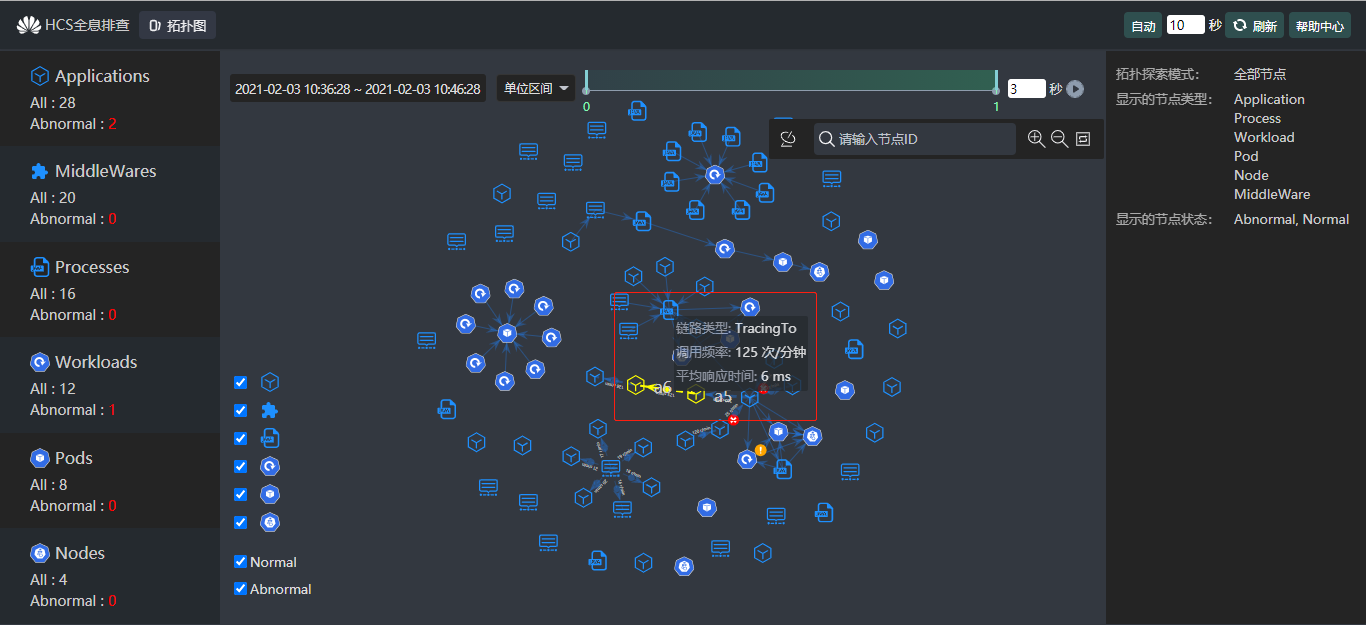 HCS全息排查
拓扑图
自动
10
秒
刷新
帮助中心
Applications
All : 28
Abnormal : 2
MiddleWares
All : 20
Abnormal : 0
Processes
All : 16
Abnormal : 0
Workloads
All : 12
Abnormal : 1
Pods
All : 8
Abnormal : 0
Nodes
All : 4
Abnormal : 0
2021-02-03 10:36:28 ~ 2021-02-03 10:46:28
单位区间
0
1
3
秒
请输入节点ID
链路类型: TracingTo
调用频率: 125 次/分钟
平均响应时间: 6 ms
a6
a5
Normal
Abnormal
拓扑探索模式:
全部节点
显示的节点类型:
Application
Process
Workload
Pod
Node
MiddleWare
显示的节点状态:
Abnormal, Normal